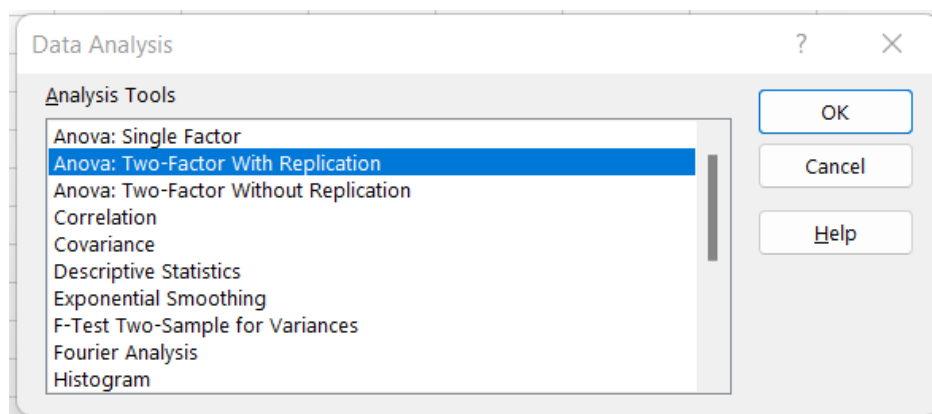 Data Analysis
?
Analysis Tools
Anova: Single Factor
Anova: Two-Factor With Replication
Anova: Two-Factor Without Replication
Correlation
Covariance
Descriptive Statistics
Exponential Smoothing
F-Test Two-Sample for Variances
Fourier Analysis
Histogram
OK
Cancel
Help